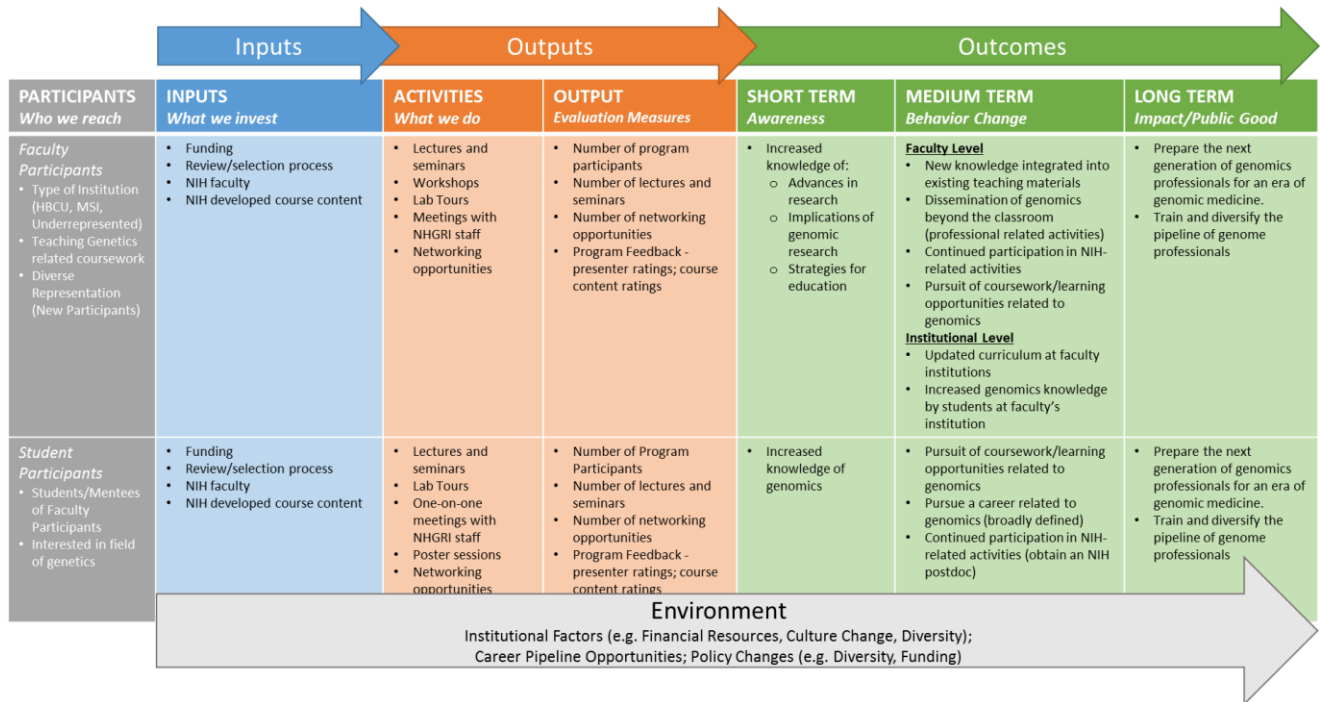 Inputs
Outputs
Outcomes
PARTICIPANTS
Who we reach
INPUTS
What we invest
ACTIVITIES
What we do
OUTPUT
Evaluation Measures
SHORT TERM
Awareness
MEDIUM TERM
Behavior Change
LONG TERM
Impact/Public Good
Faculty
Participants
• Type of Institution
(HBCU, MSI,
Underrepresented)
• Teaching Genetics
related coursework
• Diverse
Representation
(New Participants)
• Funding
• Review/selection process
• NIH faculty
• NIH developed course content
• Lectures and
seminars
• Workshops
• Lab Tours
• Meetings with
NHGRI staff
• Networking
opportunities
• Number of program
participants
• Number of lectures and
seminars
• Number of networking
opportunities
• Program Feedback -
presenter ratings; course
content ratings
• Increased
knowledge of:
o Advances in
research
o Implications of
genomic
research
o Strategies for
education
Faculty Level
• New knowledge integrated into
existing teaching materials
• Dissemination of genomics
beyond the classroom
(professional related activities)
• Continued participation in NIH-
related activities
• Pursuit of coursework/learning
opportunities related to
genomics
Institutional Level
• Updated curriculum at faculty
institutions
• Increased genomics knowledge
by students at faculty's
institution
• Prepare the next
generation of genomics
professionals for an era of
genomic medicine.
• Train and diversify the
pipeline of genome
professionals
Student
Participants
• Students/Mentees
of Faculty
Participants
• Interested in field
of genetics
• Funding
• Review/selection process
• NIH faculty
• NIH developed course content
• Lectures and
seminars
• Lab Tours
• One-on-one
meetings with
NHGRI staff
• Poster sessions
• Networking
opportunities
• Number of Program
Participants
• Number of lectures and
seminars
• Number of networking
opportunities
• Program Feedback -
presenter ratings; course
content ratings
• Increased
knowledge of
genomics
• Pursuit of coursework/learning
opportunities related to
genomics
• Pursue a career related to
genomics (broadly defined)
• Continued participation in NIH-
related activities (obtain an NIH
postdoc)
• Prepare the next
generation of genomics
professionals for an era of
genomic medicine.
• Train and diversify the
pipeline of genome
professionals
Environment
Institutional Factors (e.g. Financial Resources, Culture Change, Diversity);
Career Pipeline Opportunities; Policy Changes (e.g. Diversity, Funding)